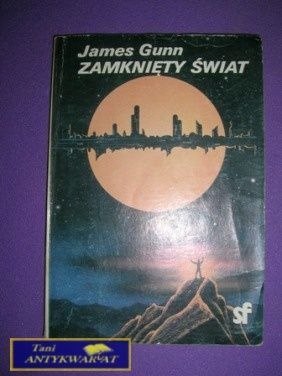 James Gunn
ZAMKNIĘTY ŚWIAT
sf
Tani
ANTYKWARIAT